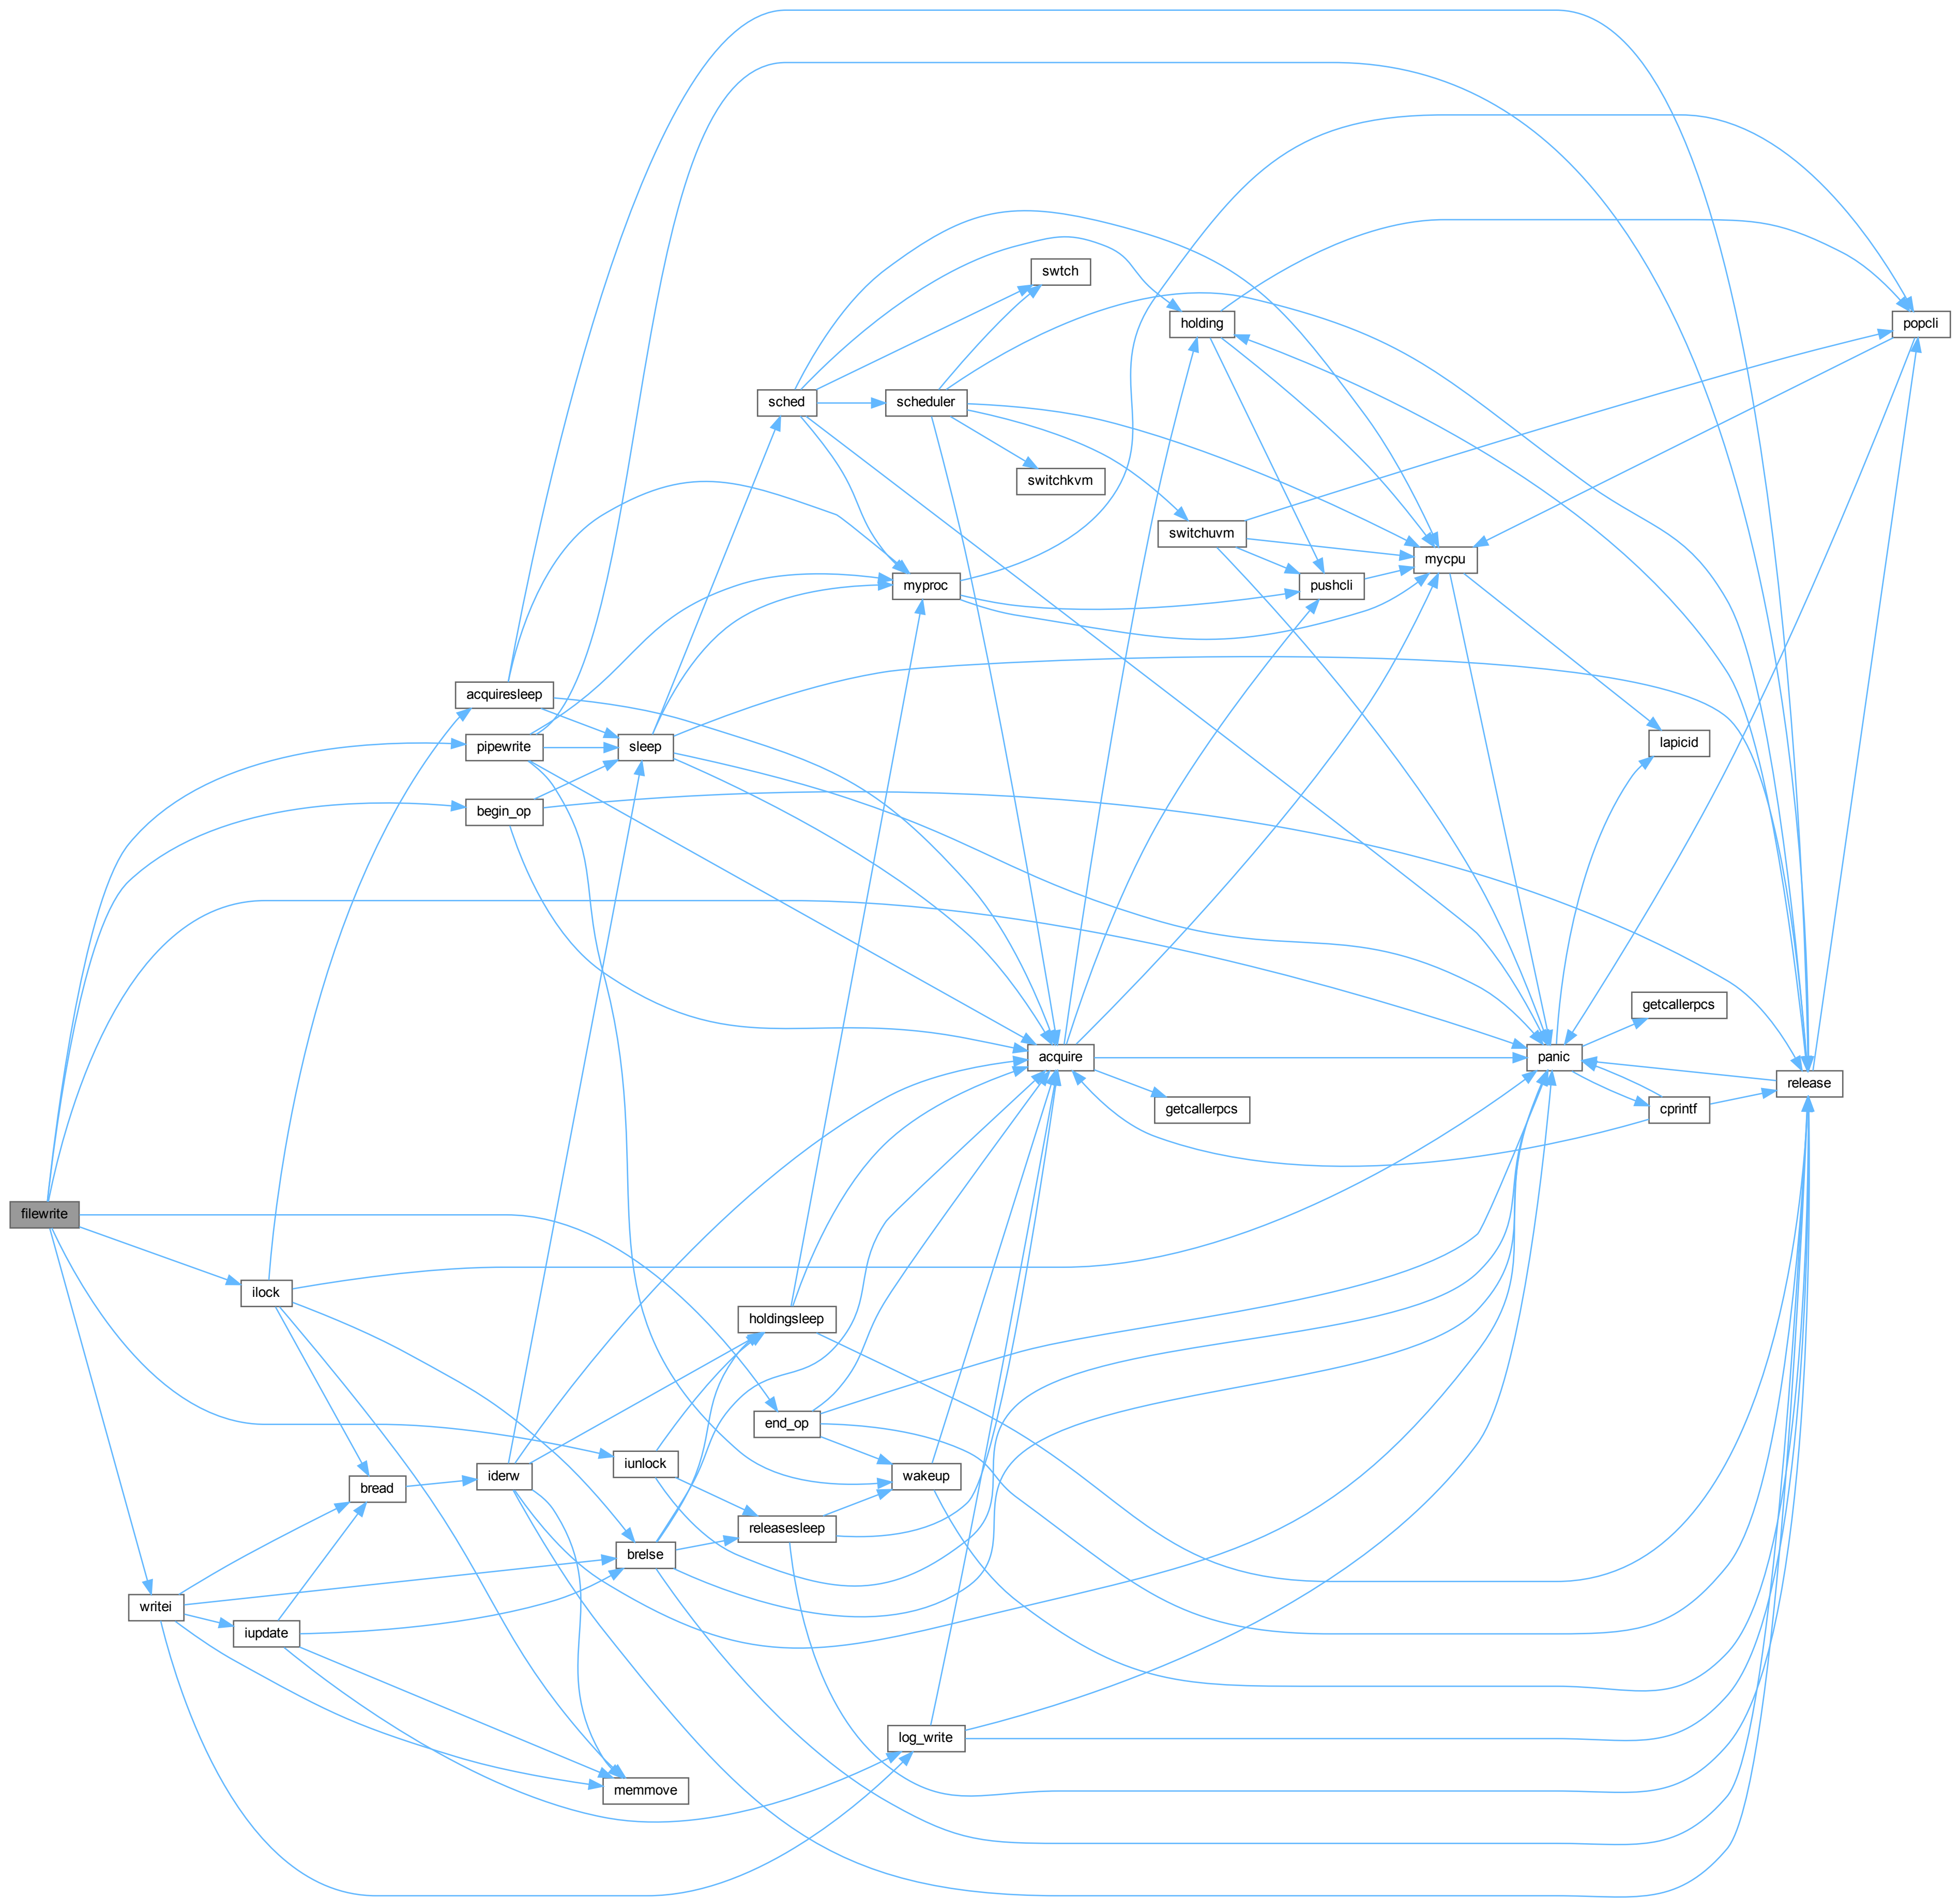 swtch
holding
popcli
sched
scheduler
switchkvm
switchuvm
mycpu
myproc
pushcli
acquiresleep
pipewrite
sleep
lapicid
begin_op
getcallerpcs
acquire
panic
release
getcallerpcs
cprintf
filewrite
ilock
holdingsleep
end_op
iunlock
iderw
wakeup
bread
releasesleep
brelse
writei
iupdate
log_write
memmove